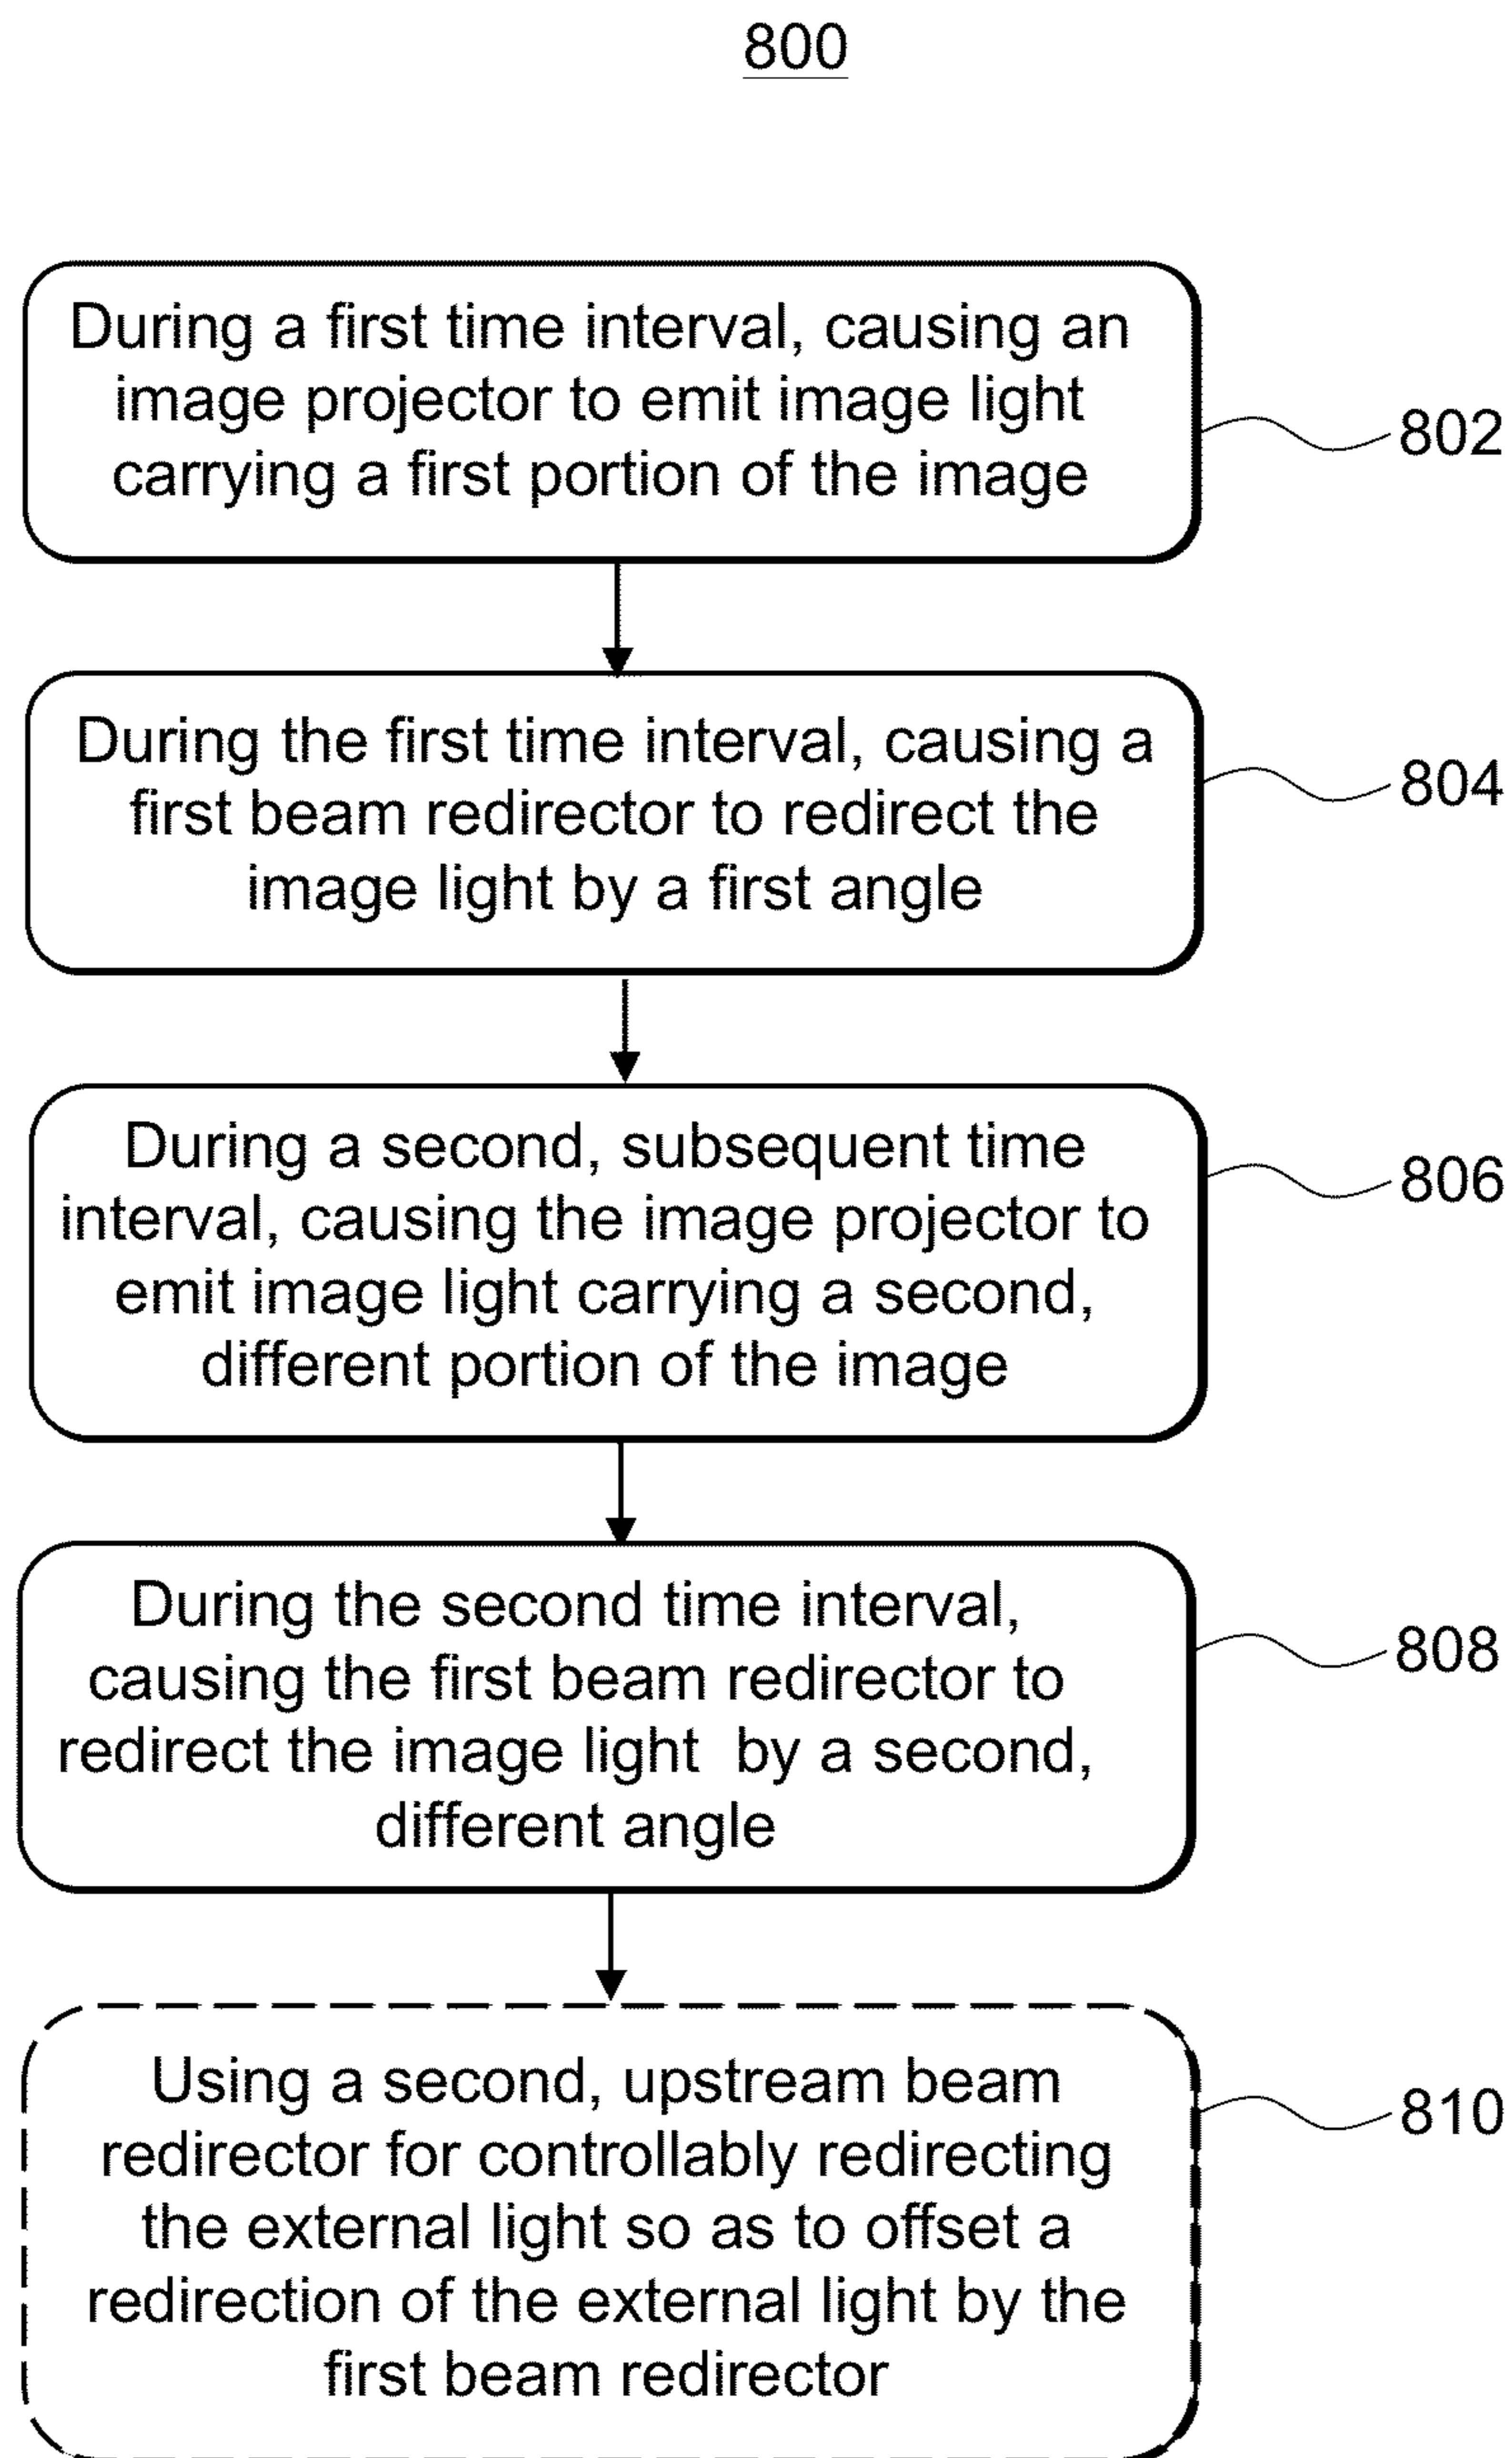 800
During a first time interval, causing an
image projector to emit image light
carrying a first portion of the image
802
During the first time interval, causing a
first beam redirector to redirect the
image light by a first angle
804
During a second, subsequent time
interval, causing the image projector to
emit image light carrying a second,
different portion of the image
806
During the second time interval,
causing the first beam redirector to
redirect the image light by a second,
different angle
808
Using a second, upstream beam
redirector for controllably redirecting
the external light so as to offset a
redirection of the external light by the
first beam redirector
810